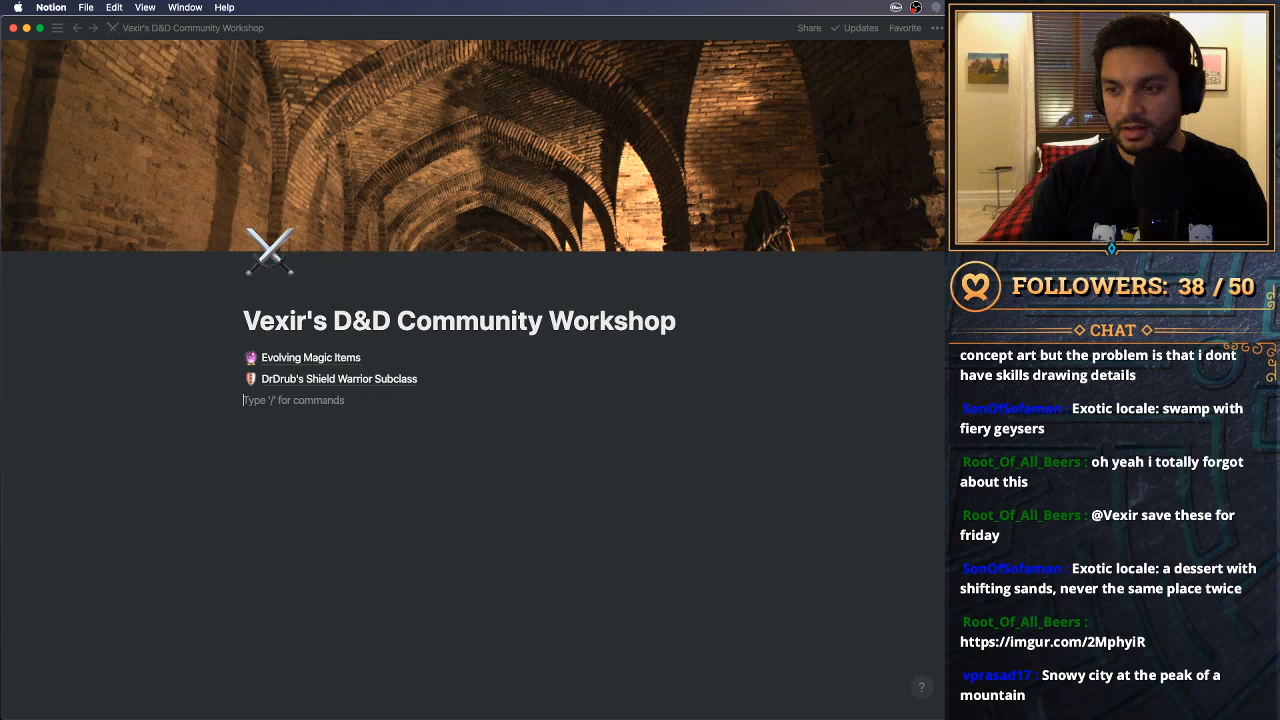 Notion File Edit View Window Help
Vexir's D&D Community Workshop
Share Updates Favorite
Vexir's D&D Community Workshop
Evolving Magic Items
DrDrub's Shield Warrior Subclass
Type '/' for commands
?
FOLLOWERS: 38 / 50
CHAT
concept art but the problem is that i dont
have skills drawing details
SonOfSofaman : Exotic locale: swamp with
fiery geysers
Root_Of_All_Beers : oh yeah i totally forgot
about this
Root_Of_All_Beers : @Vexir save these for
friday
SonOfSofaman : Exotic locale: a dessert with
shifting sands, never the same place twice
Root_Of_All_Beers :
https://imgur.com/2MphyiR
vprasad17 : Snowy city at the peak of a
mountain